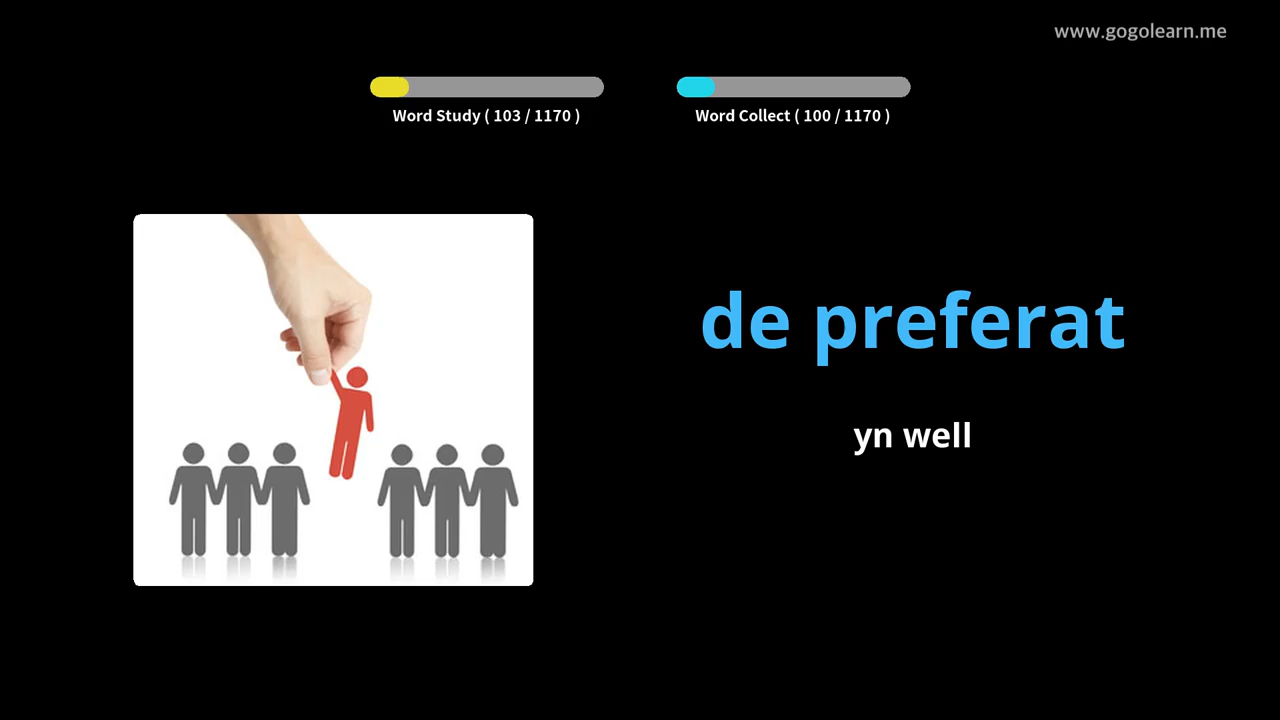 www.gogolearn.me
Word Study ( 103 / 1170 )
Word Collect ( 100 / 1170 )
de preferat
yn well